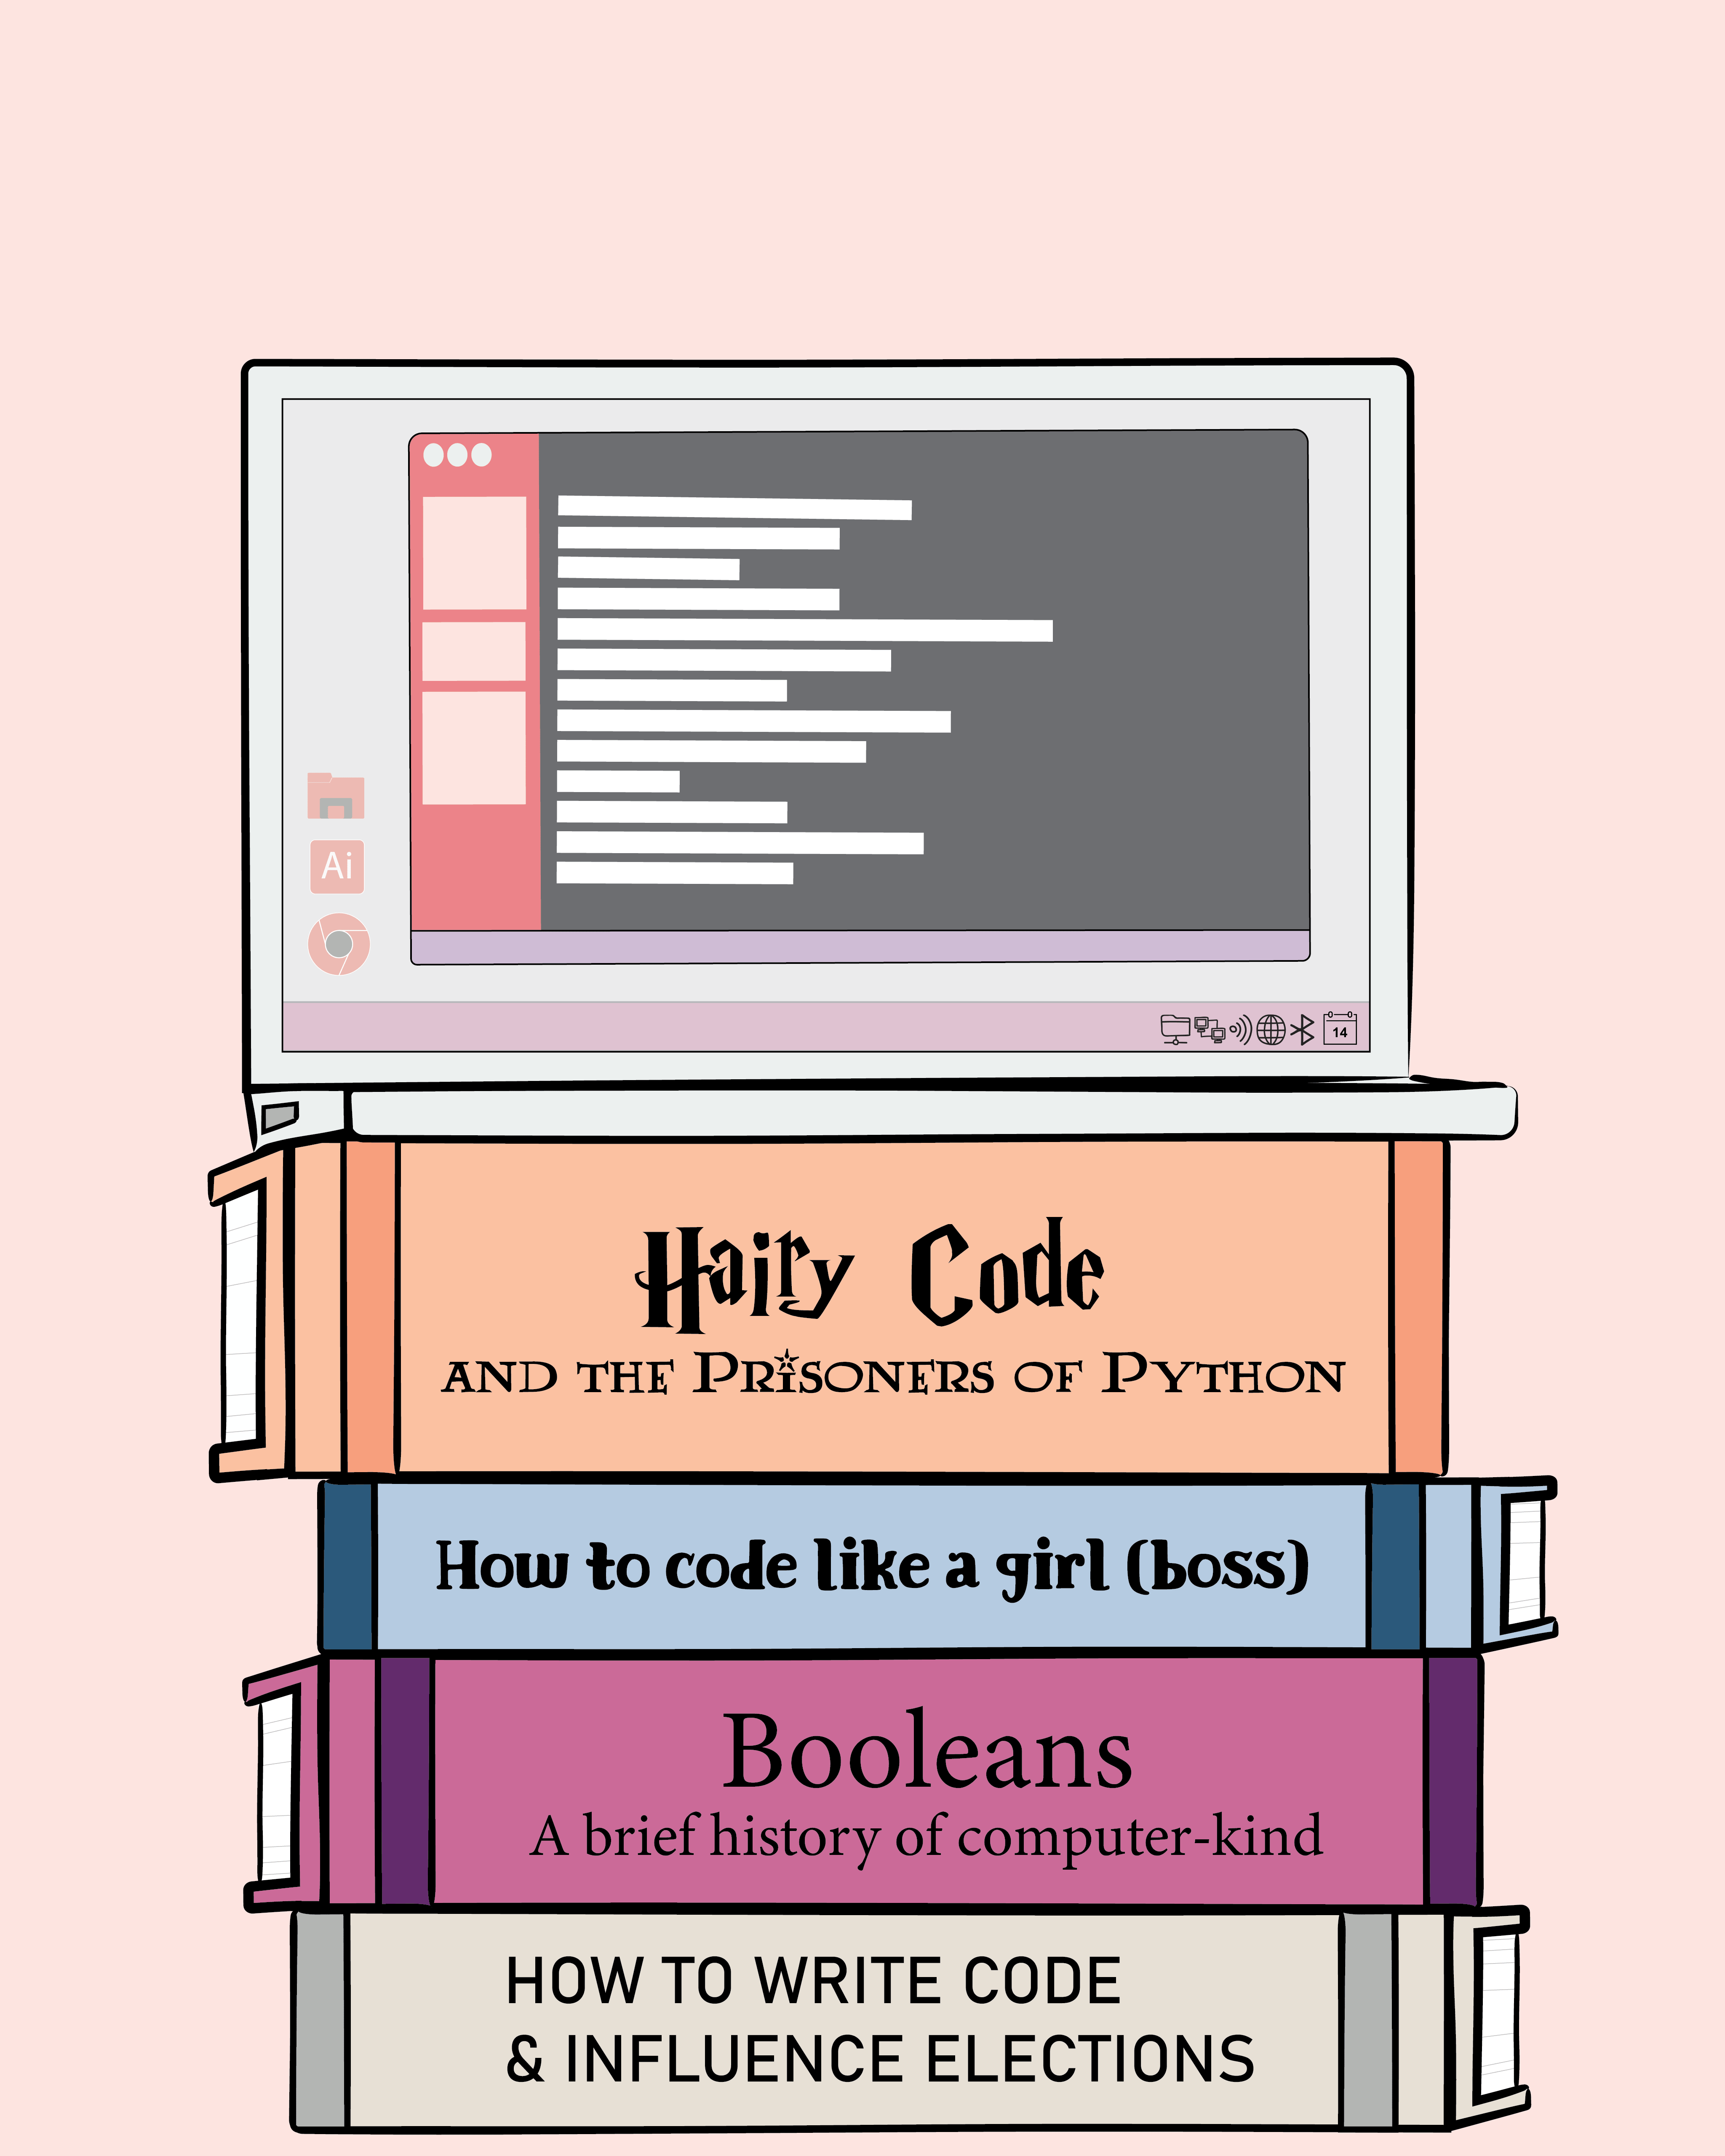 Ai
14
Hairy Code
AND THE PRISONERS OF PYTHON
How to code like a girl (boss)
Booleans
A brief history of computer-kind
HOW TO WRITE CODE
& INFLUENCE ELECTIONS